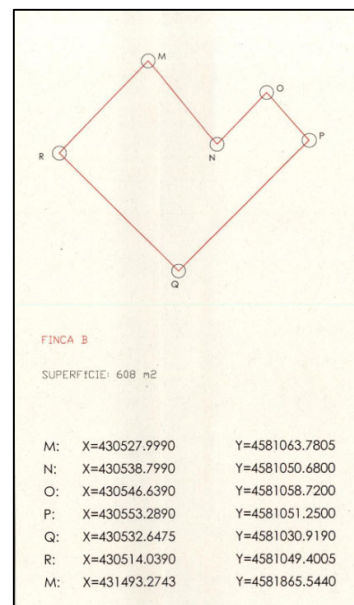 M
O
P
N
R
Q
FINCA B
SUPERFICIE: 608 m2
M: X=430527.9990 Y=4581063.7805
N: X=430538.7990 Y=4581050.6800
O: X=430546.6390 Y=4581058.7200
P: X=430553.2890 Y=4581051.2500
Q: X=430532.6475 Y=4581030.9190
R: X=430514.0390 Y=4581049.4005
M: X=431493.2743 Y=4581865.5440